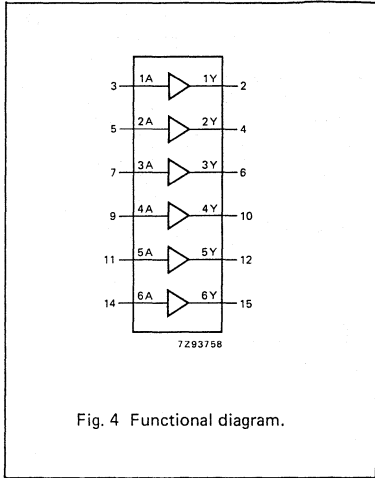 3 1A 1Y 2
5 2A 2Y 4
7 3A 3Y 6
9 4A 4Y 10
11 5A 5Y 12
14 6A 6Y 15
7Z93758
Fig. 4 Functional diagram.